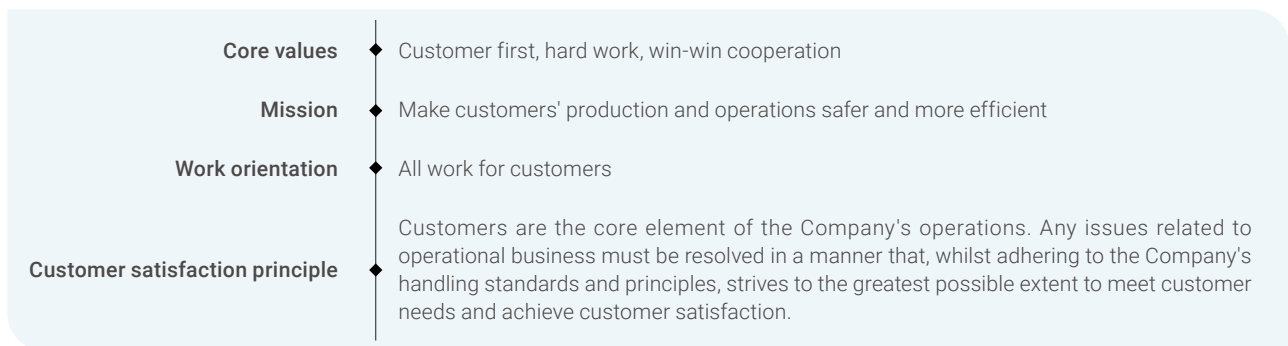 Core values
Customer first, hard work, win-win cooperation
Mission
Make customers' production and operations safer and more efficient
Work orientation
All work for customers
Customer satisfaction principle
Customers are the core element of the Company's operations. Any issues related to
operational business must be resolved in a manner that, whilst adhering to the Company's
handling standards and principles, strives to the greatest possible extent to meet customer
needs and achieve customer satisfaction.